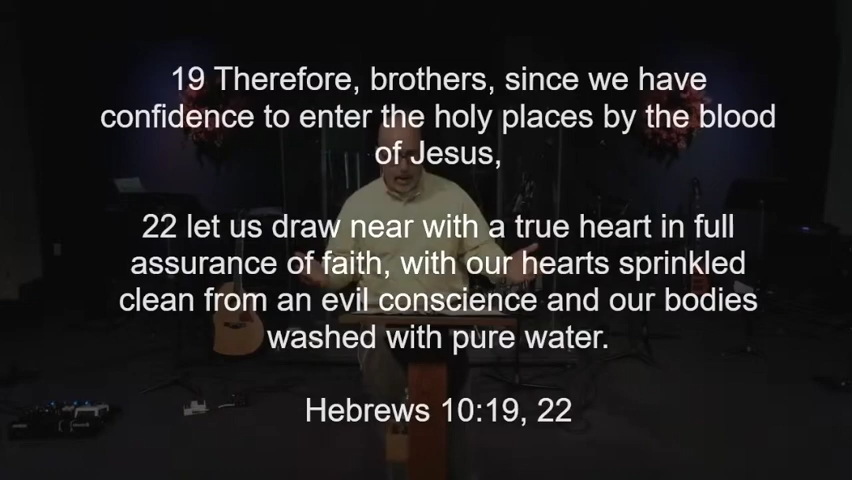 19 Therefore, brothers, since we have
confidence to enter the holy places by the blood
of Jesus,
22 let us draw near with a true heart in full
assurance of faith, with our hearts sprinkled
clean from an evil conscience and our bodies
washed with pure water.
Hebrews 10:19, 22